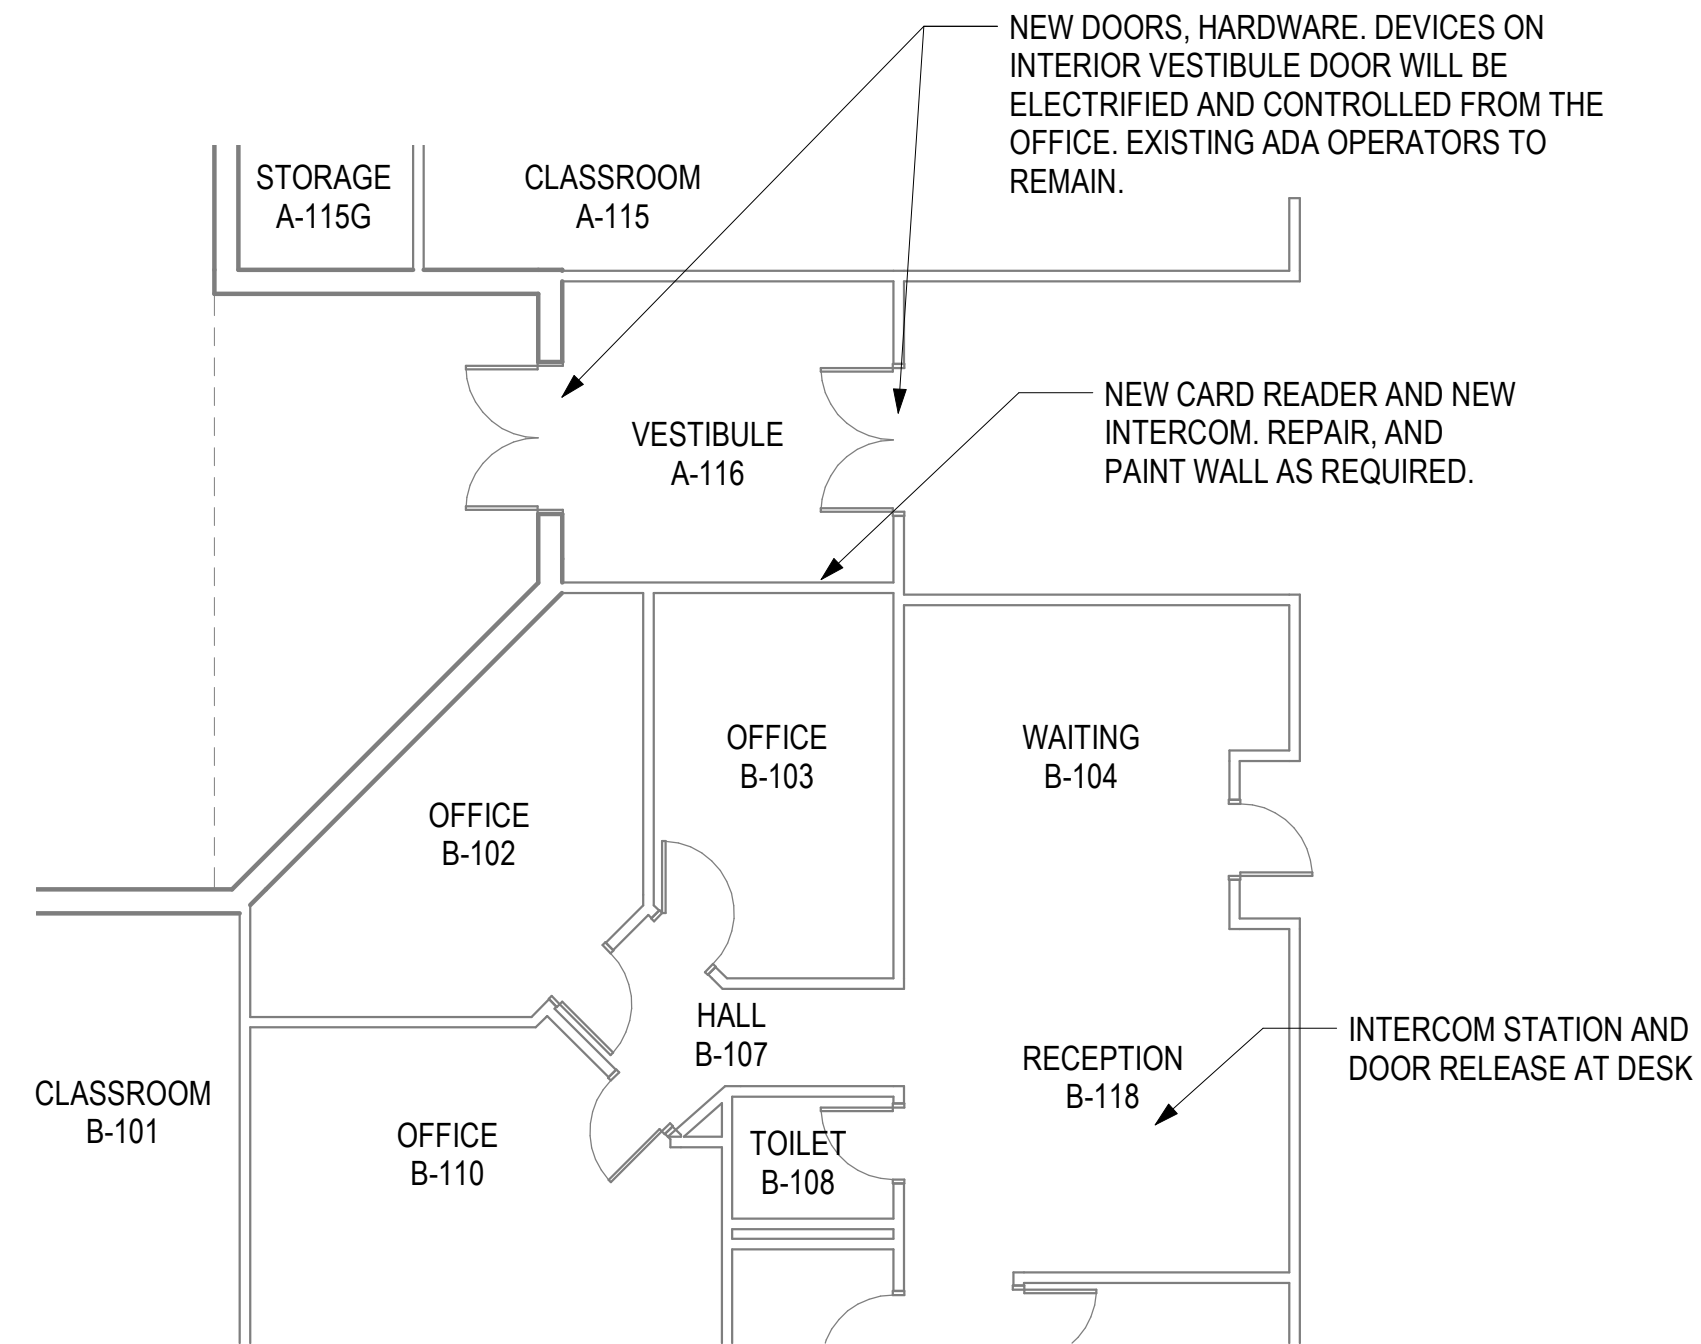 NEW DOORS, HARDWARE. DEVICES ON
INTERIOR VESTIBULE DOOR WILL BE
ELECTRIFIED AND CONTROLLED FROM THE
OFFICE. EXISTING ADA OPERATORS TO
REMAIN.
STORAGE
A-115G
CLASSROOM
A-115
NEW CARD READER AND NEW
INTERCOM. REPAIR, AND
PAINT WALL AS REQUIRED.
VESTIBULE
A-116
OFFICE
B-103
WAITING
B-104
OFFICE
B-102
HALL
B-107
RECEPTION
B-118
INTERCOM STATION AND
DOOR RELEASE AT DESK
CLASSROOM
B-101
OFFICE
B-110
TOILET
B-108